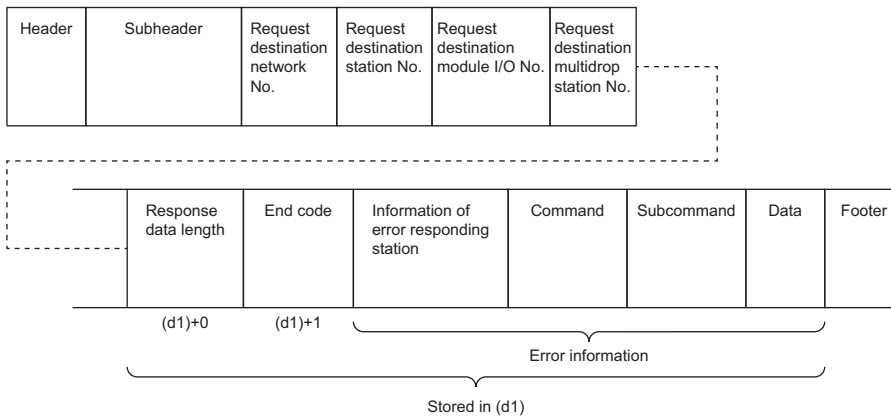 Header
Subheader
Request
destination
network
No.
Request
destination
station No.
Request
destination
module I/O No.
Request
destination
multidrop
station No.
Response
data length
End code
Information of
error responding
station
Command
Subcommand
Data
Footer
(d1)+0
(d1)+1
Error information
Stored in (d1)